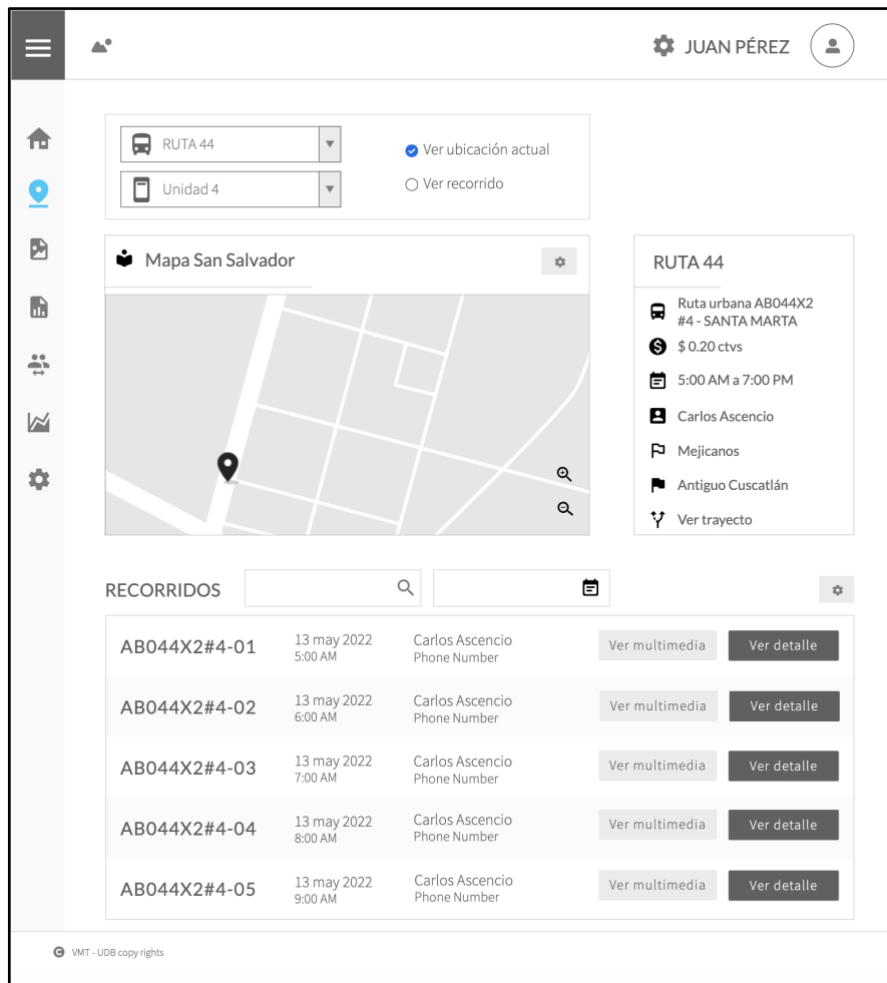 JUAN PÉREZ
RUTA 44
Ver ubicación actual
Unidad 4
Ver recorrido
Mapa San Salvador
RUTA 44
Ruta urbana AB044X2
#4 - SANTA MARTA
$ 0.20 ctvs
5:00 AM a 7:00 PM
Carlos Ascencio
Mejicanos
Antiguo Cuscatlán
Ver trayecto
RECORRIDOS
AB044X2#4-01
13 may 2022
5:00 AM
Carlos Ascencio
Phone Number
Ver multimedia
Ver detalle
AB044X2#4-02
13 may 2022
6:00 AM
Carlos Ascencio
Phone Number
Ver multimedia
Ver detalle
AB044X2#4-03
13 may 2022
7:00 AM
Carlos Ascencio
Phone Number
Ver multimedia
Ver detalle
AB044X2#4-04
13 may 2022
8:00 AM
Carlos Ascencio
Phone Number
Ver multimedia
Ver detalle
AB044X2#4-05
13 may 2022
9:00 AM
Carlos Ascencio
Phone Number
Ver multimedia
Ver detalle
VMT - UDB copy rights